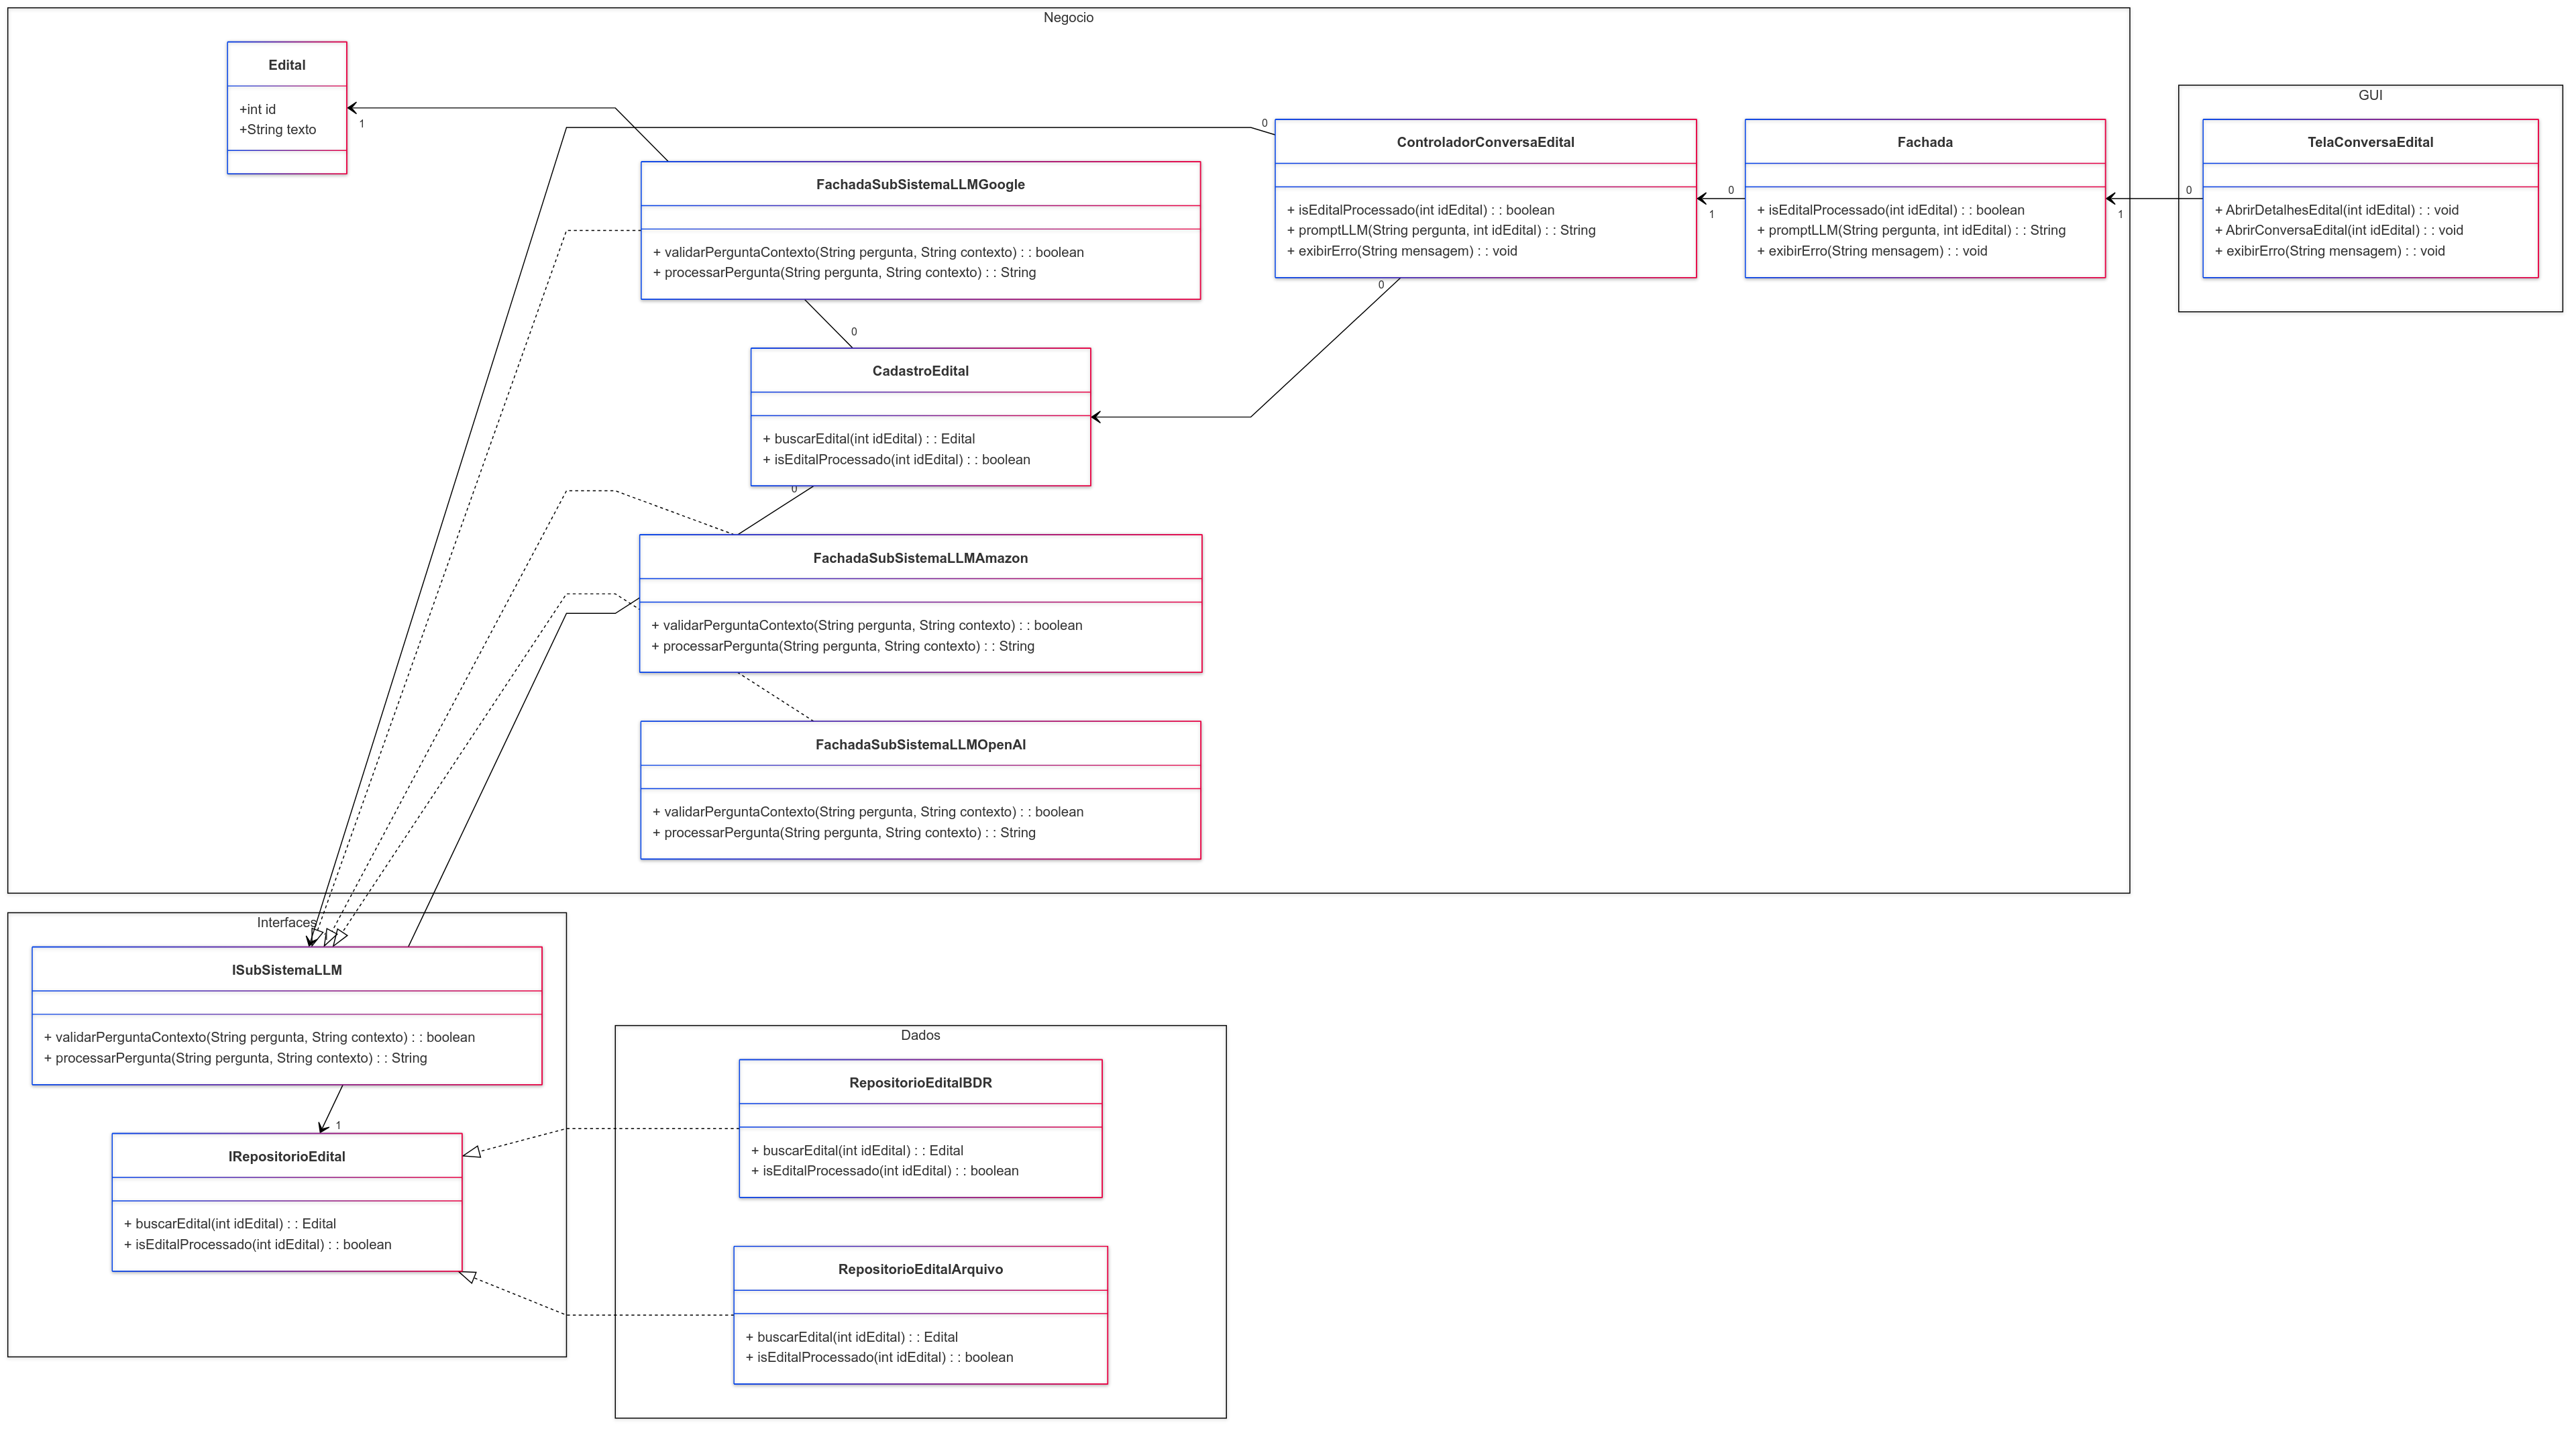 Negocio
Edital
+int id
+String texto
1
FachadaSubSistemaLLMGoogle
+ validarPerguntaContexto(String pergunta, String contexto) : : boolean
+ processarPergunta(String pergunta, String contexto) : : String
0
ControladorConversaEdital
+ isEditalProcessado(int idEdital) : : boolean
+ promptLLM(String pergunta, int idEdital) : : String
+ exibirErro(String mensagem) : : void
0
1
0
Fachada
+ isEditalProcessado(int idEdital) : : boolean
+ promptLLM(String pergunta, int idEdital) : : String
+ exibirErro(String mensagem) : : void
1
0
GUI
TelaConversaEdital
+ AbrirDetalhesEdital(int idEdital) : : void
+ AbrirConversaEdital(int idEdital) : : void
+ exibirErro(String mensagem) : : void
0
CadastroEdital
+ buscarEdital(int idEdital) : : Edital
+ isEditalProcessado(int idEdital) : : boolean
0
FachadaSubSistemaLLMAmazon
+ validarPerguntaContexto(String pergunta, String contexto) : : boolean
+ processarPergunta(String pergunta, String contexto) : : String
FachadaSubSistemaLLMOpenAI
+ validarPerguntaContexto(String pergunta, String contexto) : : boolean
+ processarPergunta(String pergunta, String contexto) : : String
Interfaces
ISubSistemaLLM
+ validarPerguntaContexto(String pergunta, String contexto) : : boolean
+ processarPergunta(String pergunta, String contexto) : : String
1
IRepositorioEdital
+ buscarEdital(int idEdital) : : Edital
+ isEditalProcessado(int idEdital) : : boolean
Dados
RepositorioEditalBDR
+ buscarEdital(int idEdital) : : Edital
+ isEditalProcessado(int idEdital) : : boolean
RepositorioEditalArquivo
+ buscarEdital(int idEdital) : : Edital
+ isEditalProcessado(int idEdital) : : boolean